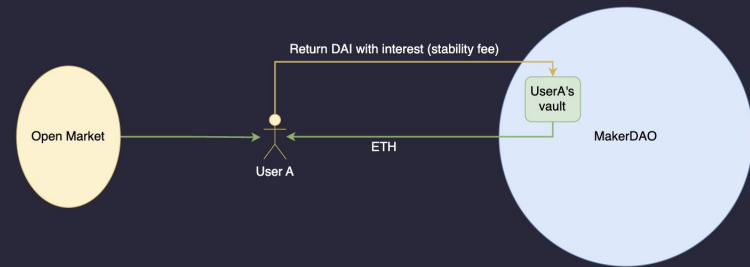 Return DAI with interest (stability fee)
UserA's
vault
Open Market
MakerDAO
ETH
User A